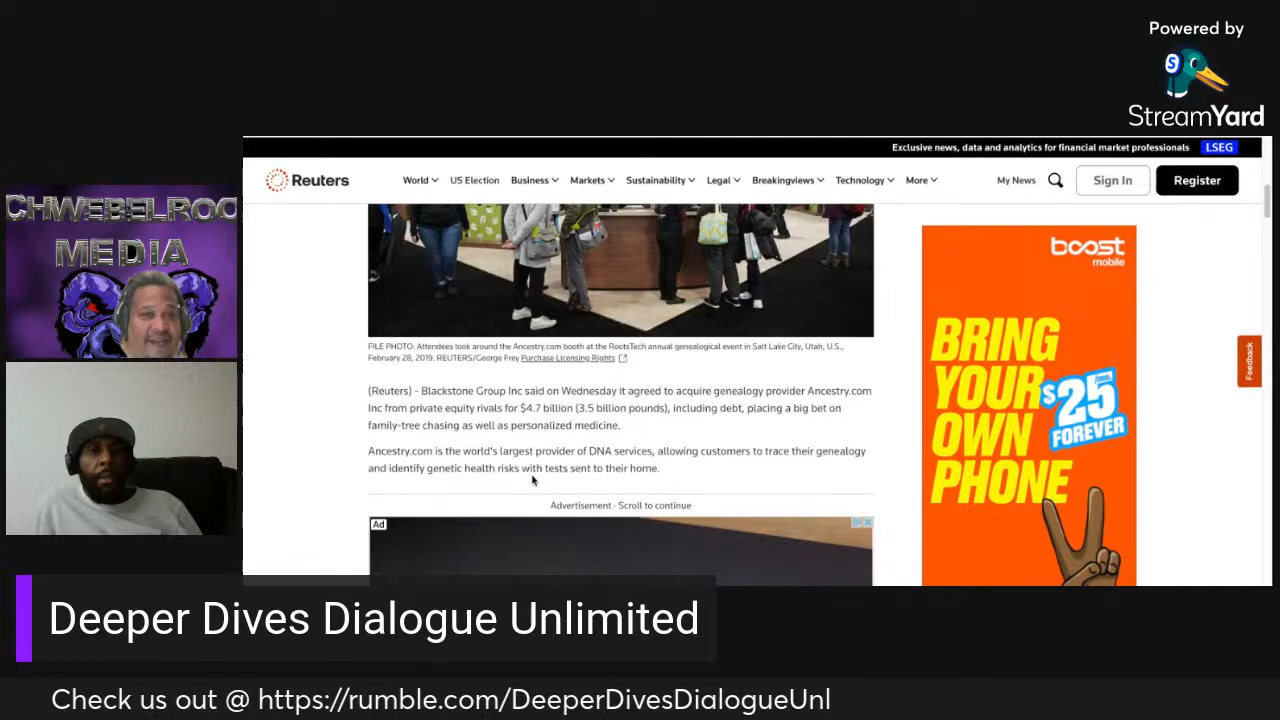 Powered by
StreamYard
Exclusive news, data and analytics for financial market professionals LSEG
Reuters World US Election Business Markets Sustainability Legal Breakingviews Technology More My News Sign In Register
CHWEBELROO
MEDIA
FILE PHOTO: Attendees look around the Ancestry.com booth at the RootsTech annual genealogical event in Salt Lake City, Utah, U.S.,
February 28, 2019. REUTERS/George Frey Purchase Licensing Rights
(Reuters) - Blackstone Group Inc said on Wednesday it agreed to acquire genealogy provider Ancestry.com
Inc from private equity rivals for $4.7 billion (3.5 billion pounds), including debt, placing a big bet on
family-tree chasing as well as personalized medicine.
Ancestry.com is the world's largest provider of DNA services, allowing customers to trace their genealogy
and identify genetic health risks with tests sent to their home.
Advertisement · Scroll to continue
Ad
boost
mobile
BRING
YOUR
OWN
PHONE
$25/mo.
FOREVER
Feedback
Deeper Dives Dialogue Unlimited
Check us out @ https://rumble.com/DeeperDivesDialogueUnl